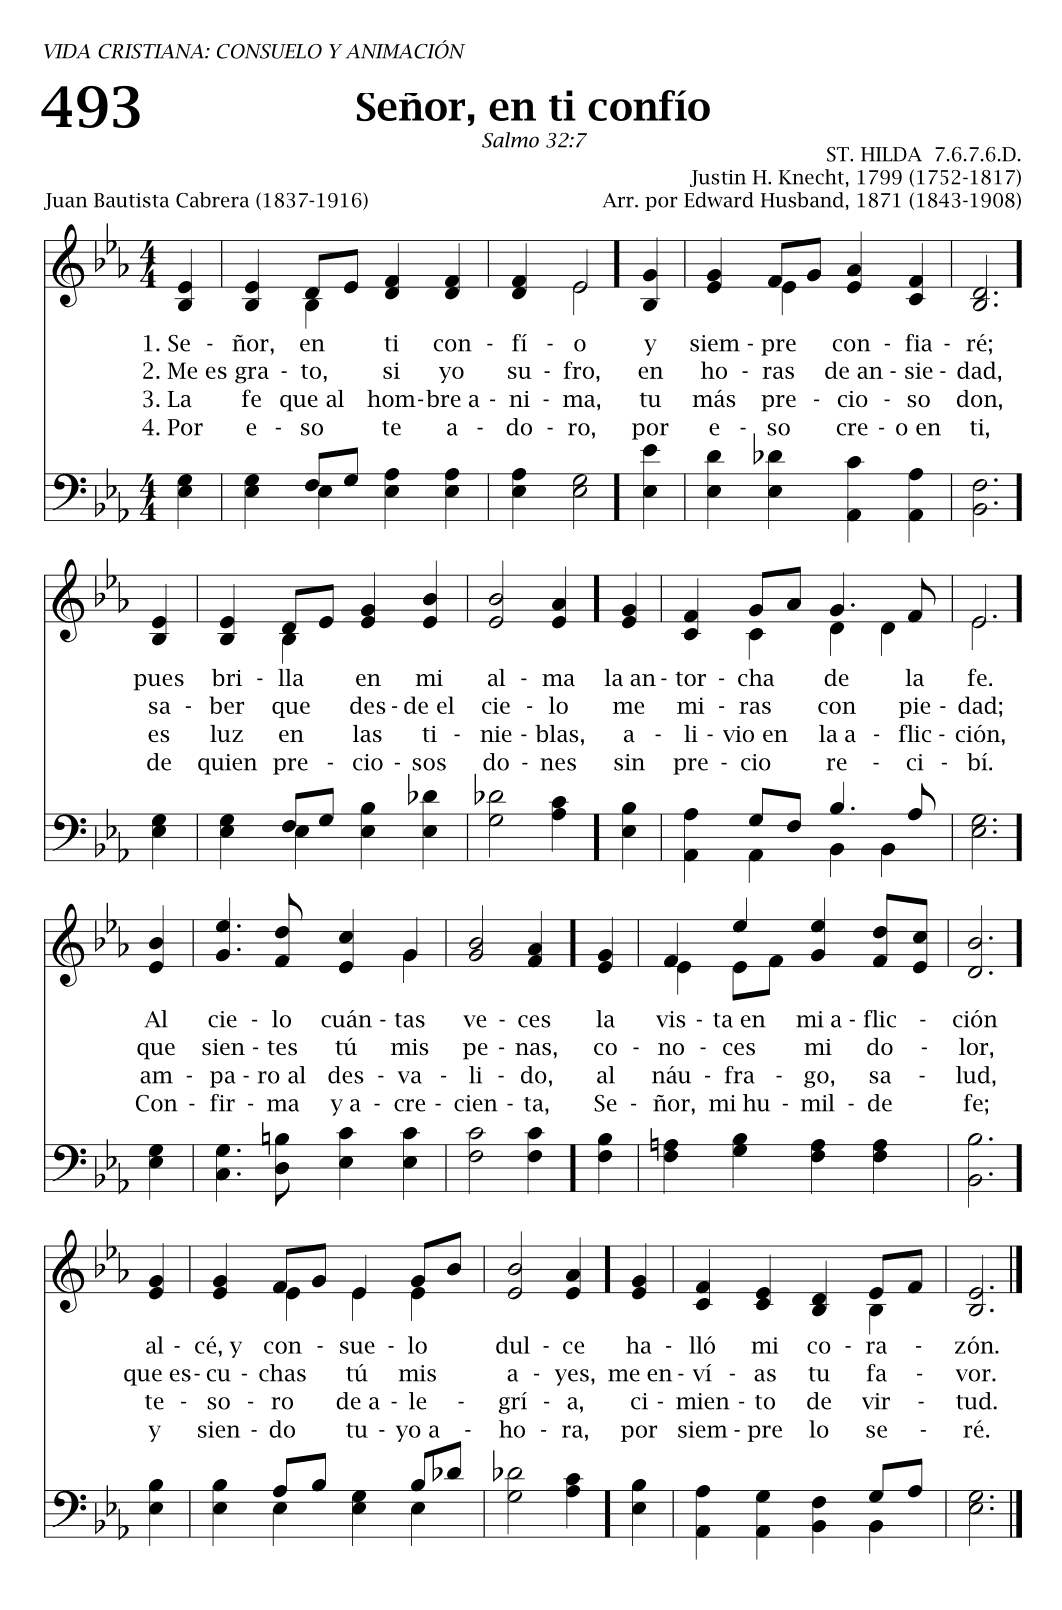 VIDA CRISTIANA: CONSUELO Y ANIMACIÓN
493
Señor, en ti confío
Salmo 32:7
ST. HILDA 7.6.7.6.D.
Justin H. Knecht, 1799 (1752-1817)
Juan Bautista Cabrera (1837-1916)
Arr. por Edward Husband, 1871 (1843-1908)
1. Se - ñor, en ti con - fí - o y siem - pre con - fia - ré;
2. Me es gra - to, si yo su - fro, en ho - ras de an - sie - dad,
3. La fe que al hom - bre a - ni - ma, tu más pre - cio - so don,
4. Por e - so te a - do - ro, por e - so cre - o en ti,
pues bri - lla en mi al - ma la an - tor - cha de la fe.
sa - ber que des - de el cie - lo me mi - ras con pie - dad;
es luz en las ti - nie - blas, a - li - vio en la a - flic - ción,
de quien pre - cio - sos do - nes sin pre - cio re - ci - bí.
Al cie - lo cuán - tas ve - ces la vis - ta en mi a - flic - ción
que sien - tes tú mis pe - nas, co - no - ces mi do - lor,
am - pa - ro al des - va - li - do, al náu - fra - go, sa - lud,
Con - fir - ma y a - cre - cien - ta, Se - ñor, mi hu - mil - de fe;
al - cé, y con - sue - lo dul - ce ha - lló mi co - ra - zón.
que es - cu - chas tú mis a - yes, me en - ví - as tu fa - vor.
te - so - ro de a - le - grí - a, ci - mien - to de vir - tud.
y sien - do tu - yo a - ho - ra, por siem - pre lo se - ré.